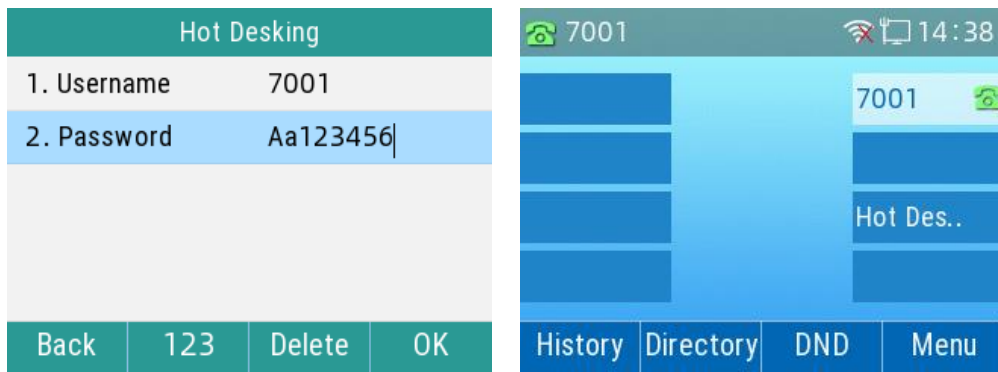 Hot Desking
1. Username 7001
2. Password Aa123456
Back 123 Delete OK
7001 14:38
7001
Hot Des..
History Directory DND Menu